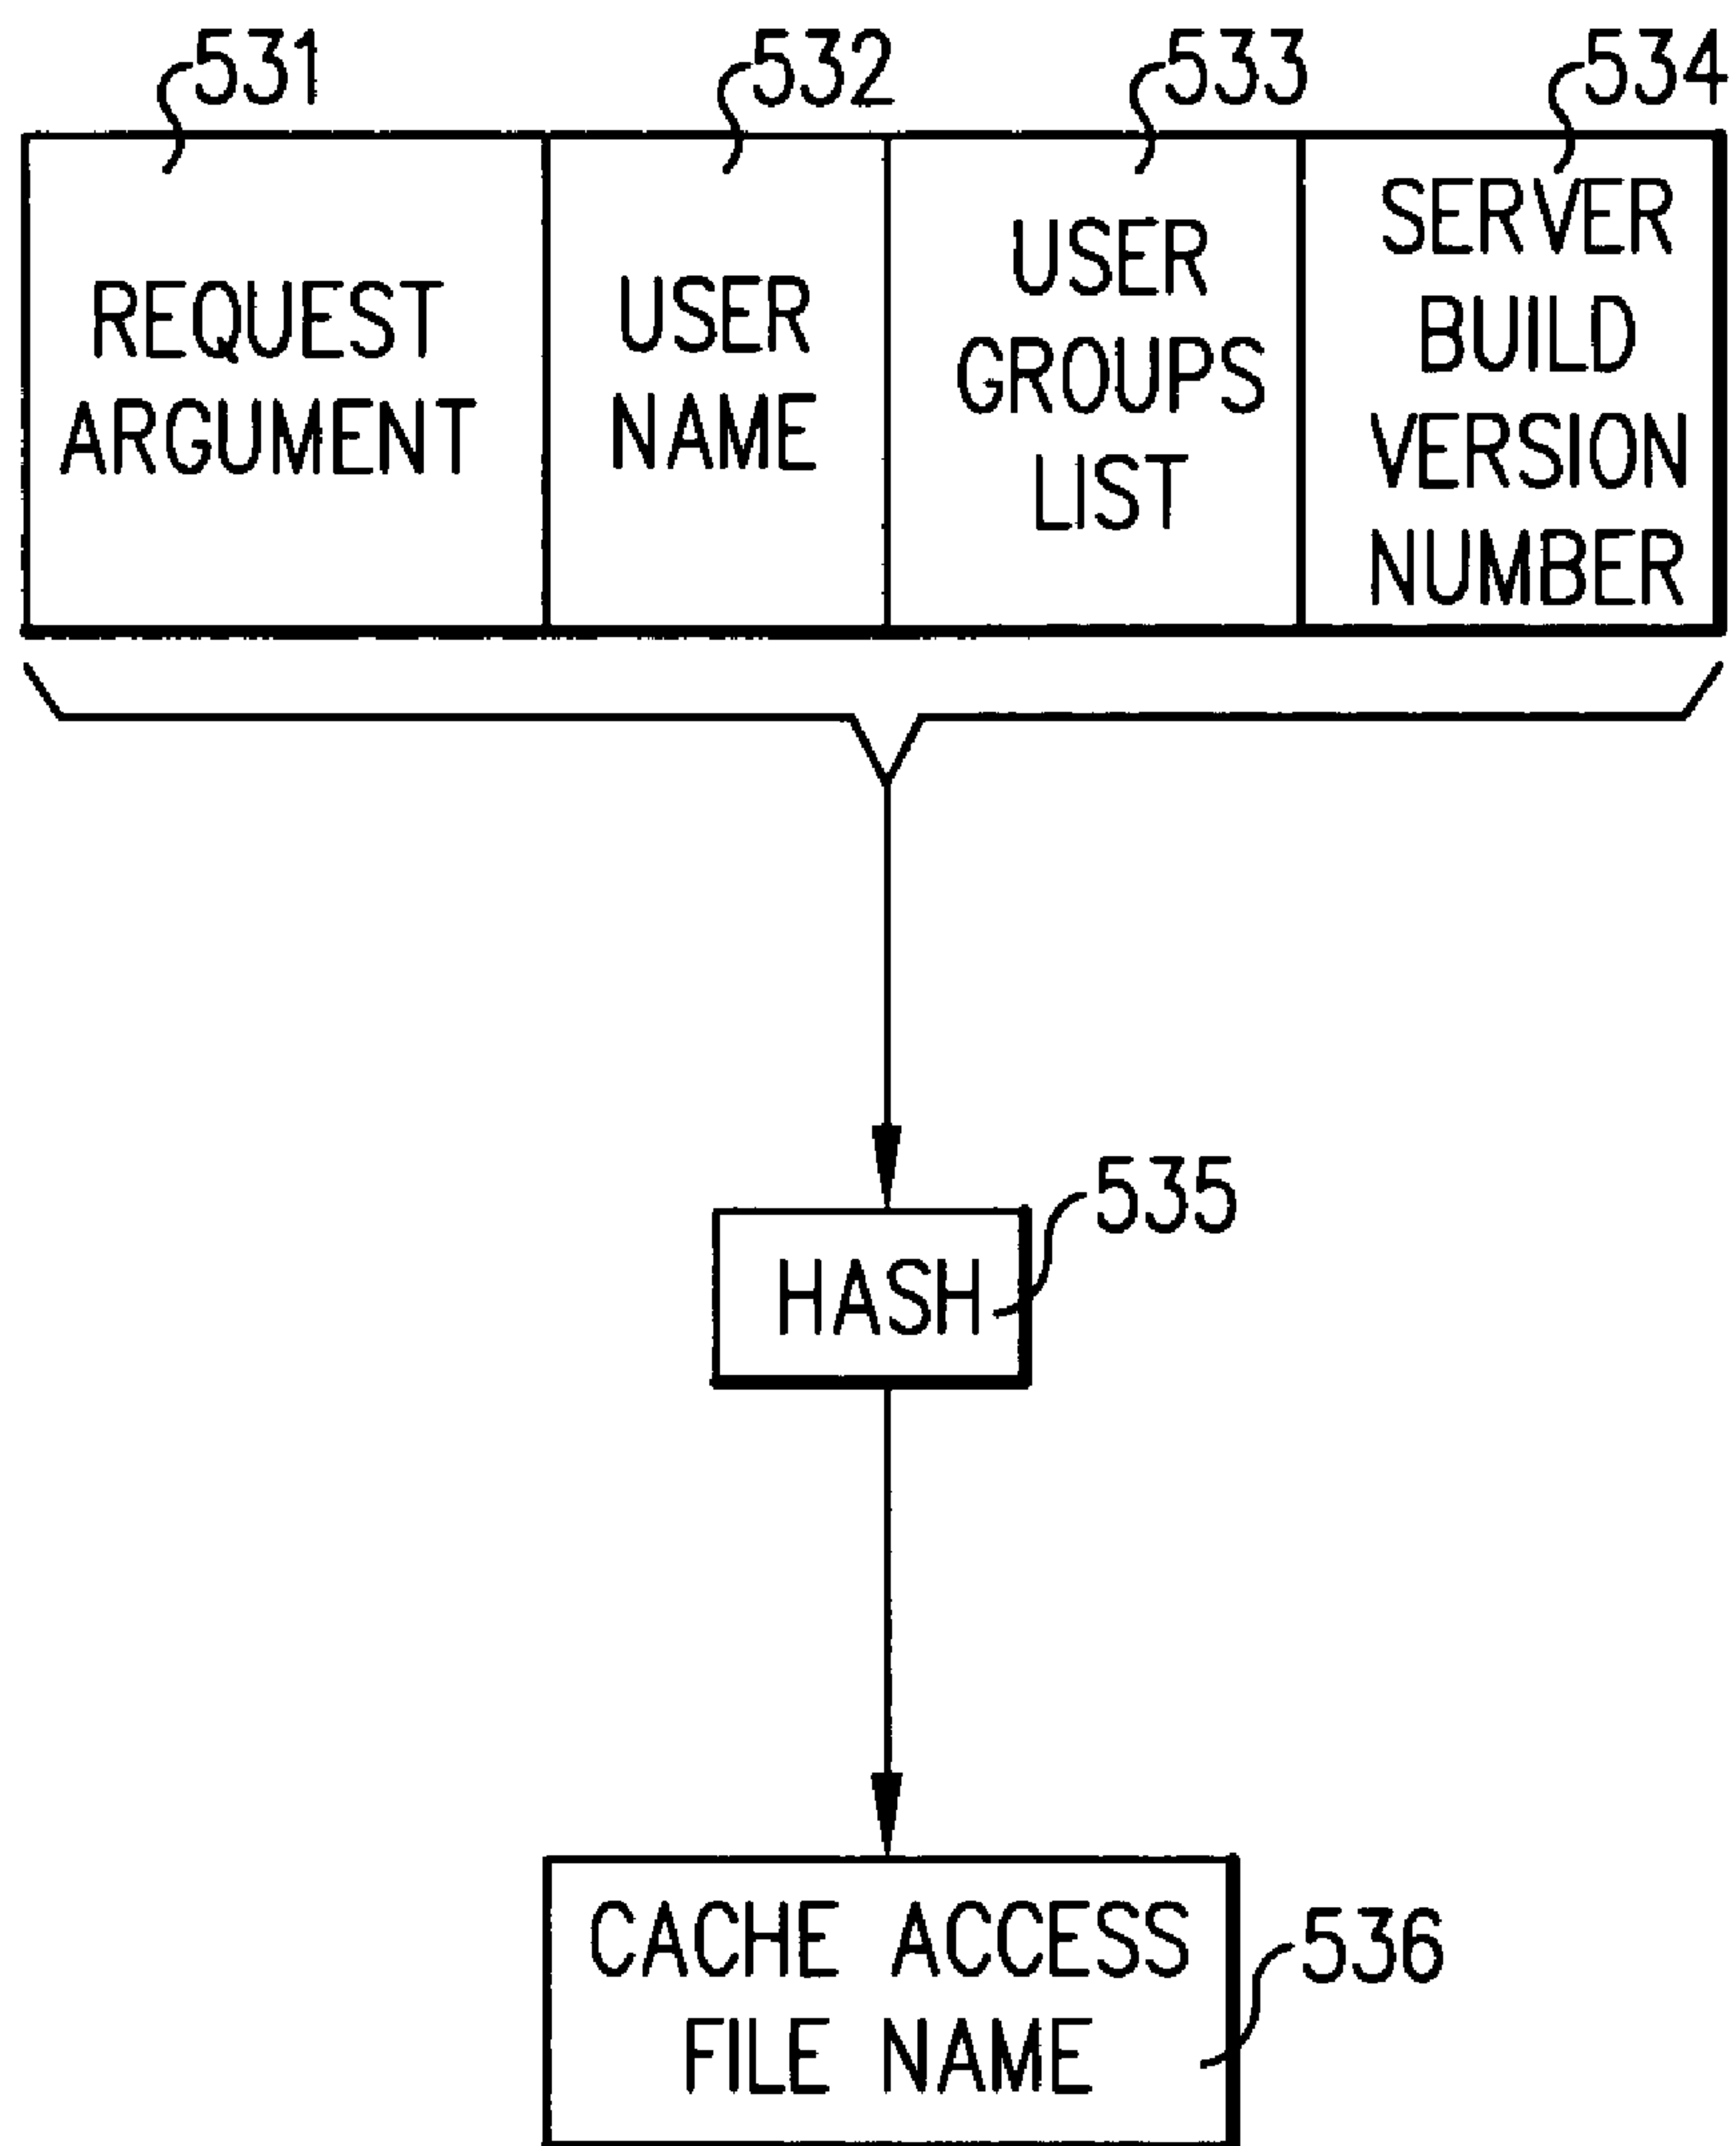 531 532 533 534
REQUEST
ARGUMENT
USER
NAME
USER
GROUPS
LIST
SERVER
BUILD
VERSION
NUMBER
535
HASH
CACHE ACCESS
FILE NAME
536